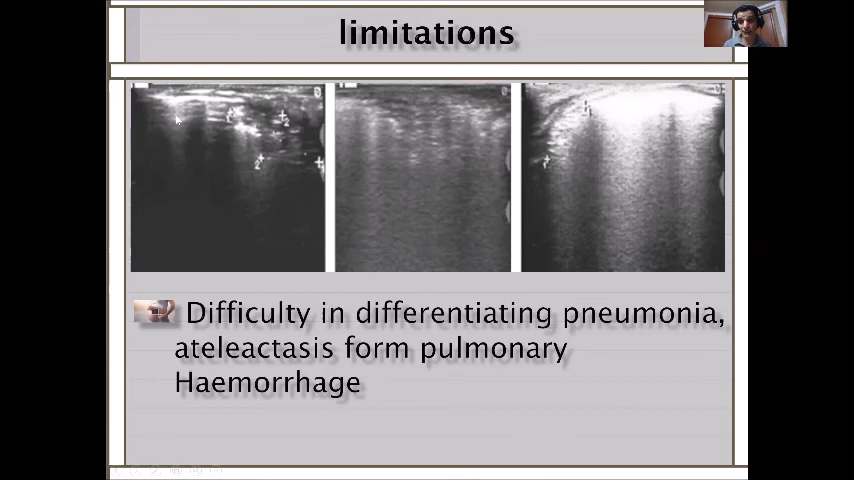 limitations
Difficulty in differentiating pneumonia,
ateleactasis form pulmonary
Haemorrhage